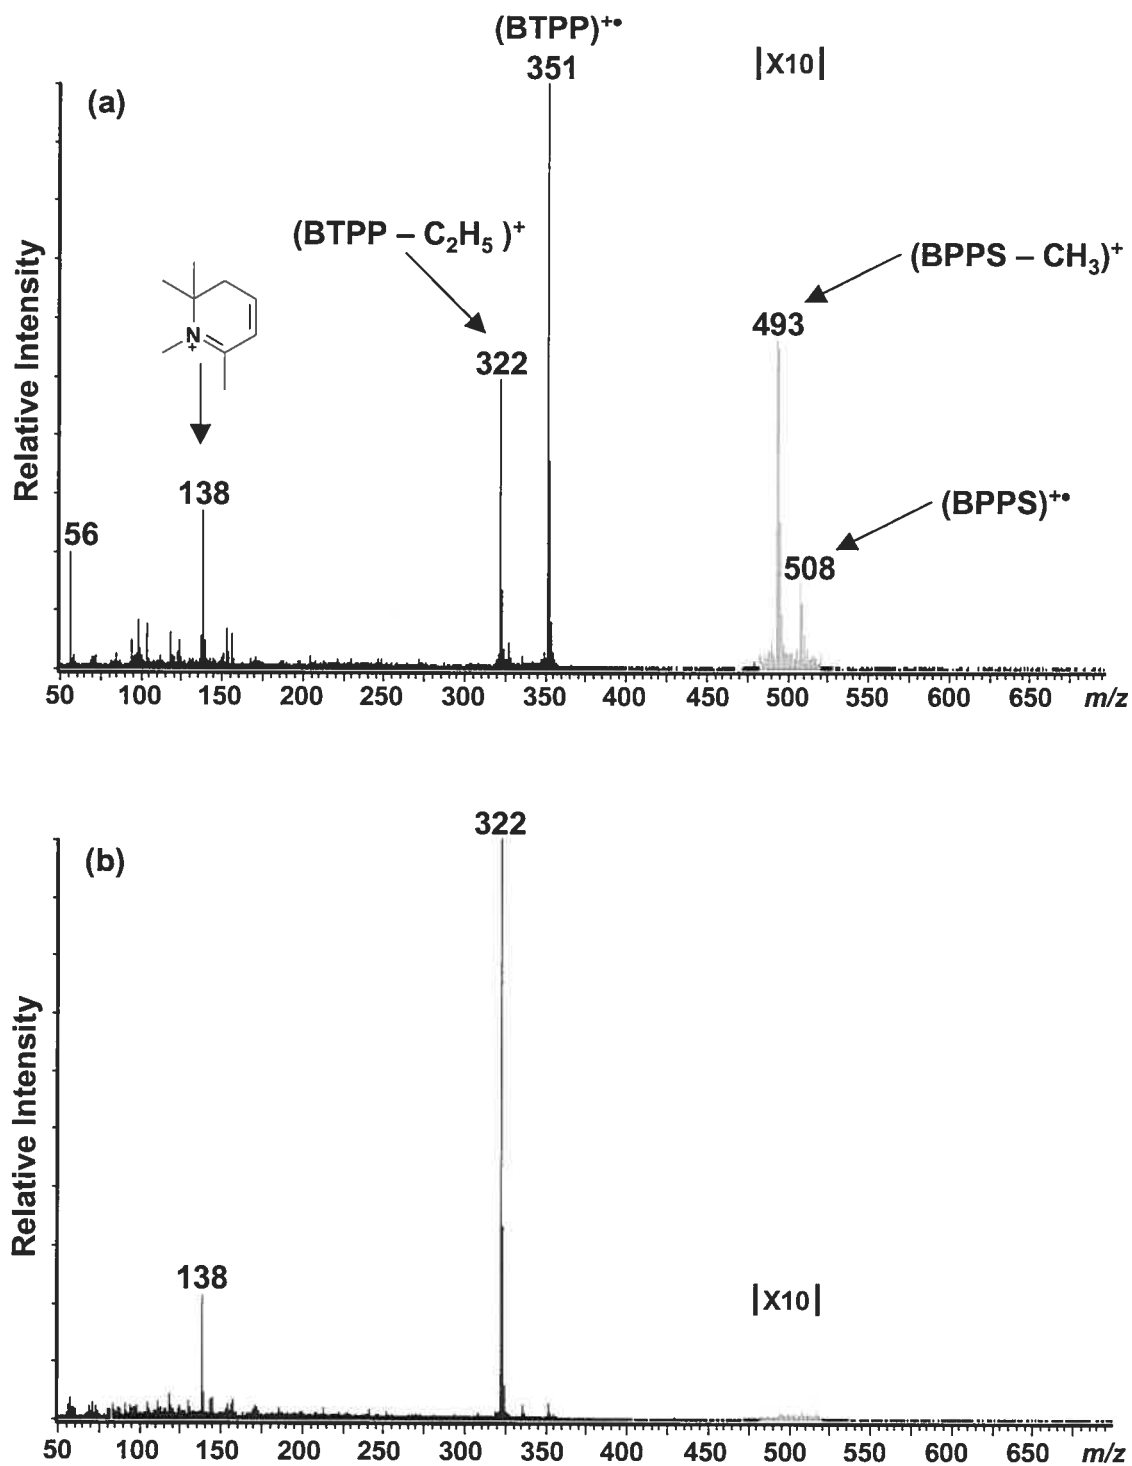 (BTPP)⁺•
351
|X10|
(a)
(BTPP – C₂H₅ )⁺
(BPPS – CH₃)⁺
493
322
N
+
138
56
(BPPS)⁺•
508
Relative Intensity
50 100 150 200 250 300 350 400 450 500 550 600 650 m/z
322
(b)
138
|X10|
Relative Intensity
50 100 150 200 250 300 350 400 450 500 550 600 650 m/z